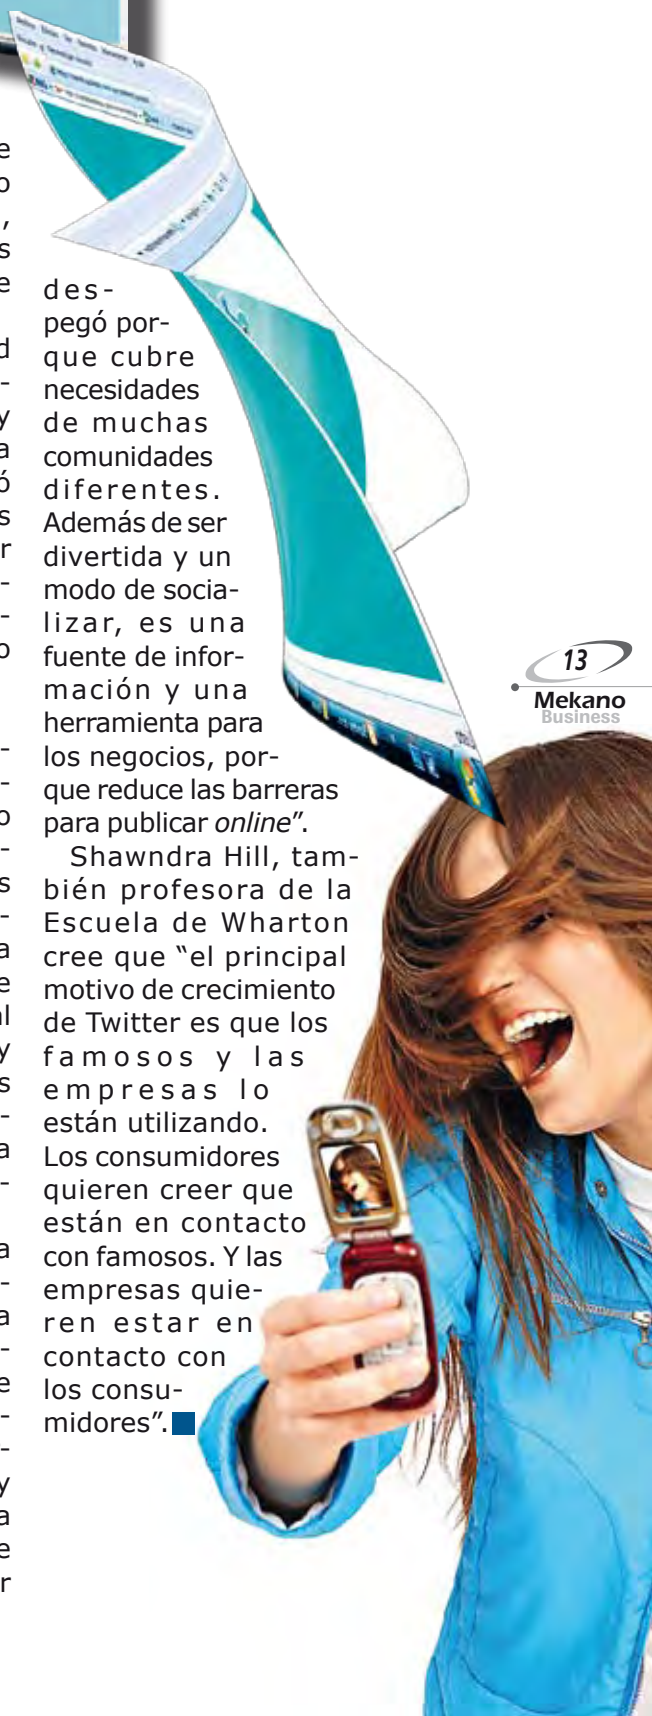 des-
pegó por-
que cubre
necesidades
de muchas
comunidades
diferentes.
Además de ser
divertida y un
modo de socia-
lizar, es una
fuente de infor-
mación y una
herramienta para
los negocios, por-
que reduce las barreras
para publicar online”.
Shawndra Hill, tam-
bién profesora de la
Escuela de Wharton
cree que “el principal
motivo de crecimiento
de Twitter es que los
famosos y las
empresas lo
están utilizando.
Los consumidores
quieren creer que
están en contacto
con famosos. Y las
empresas quie-
ren estar en
contacto con
los consu-
midores”.
13
Mekano
Business